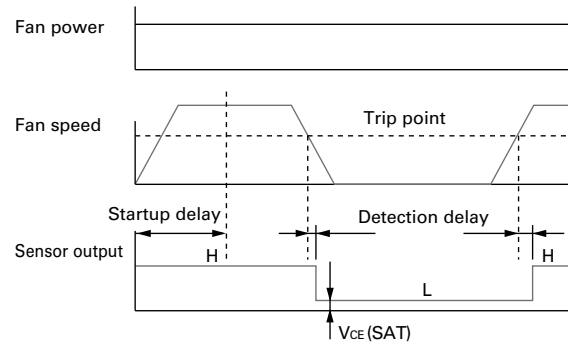 Fan power
Fan speed
Trip point
Startup delay
Detection delay
Sensor output
H
H
L
VCE (SAT)